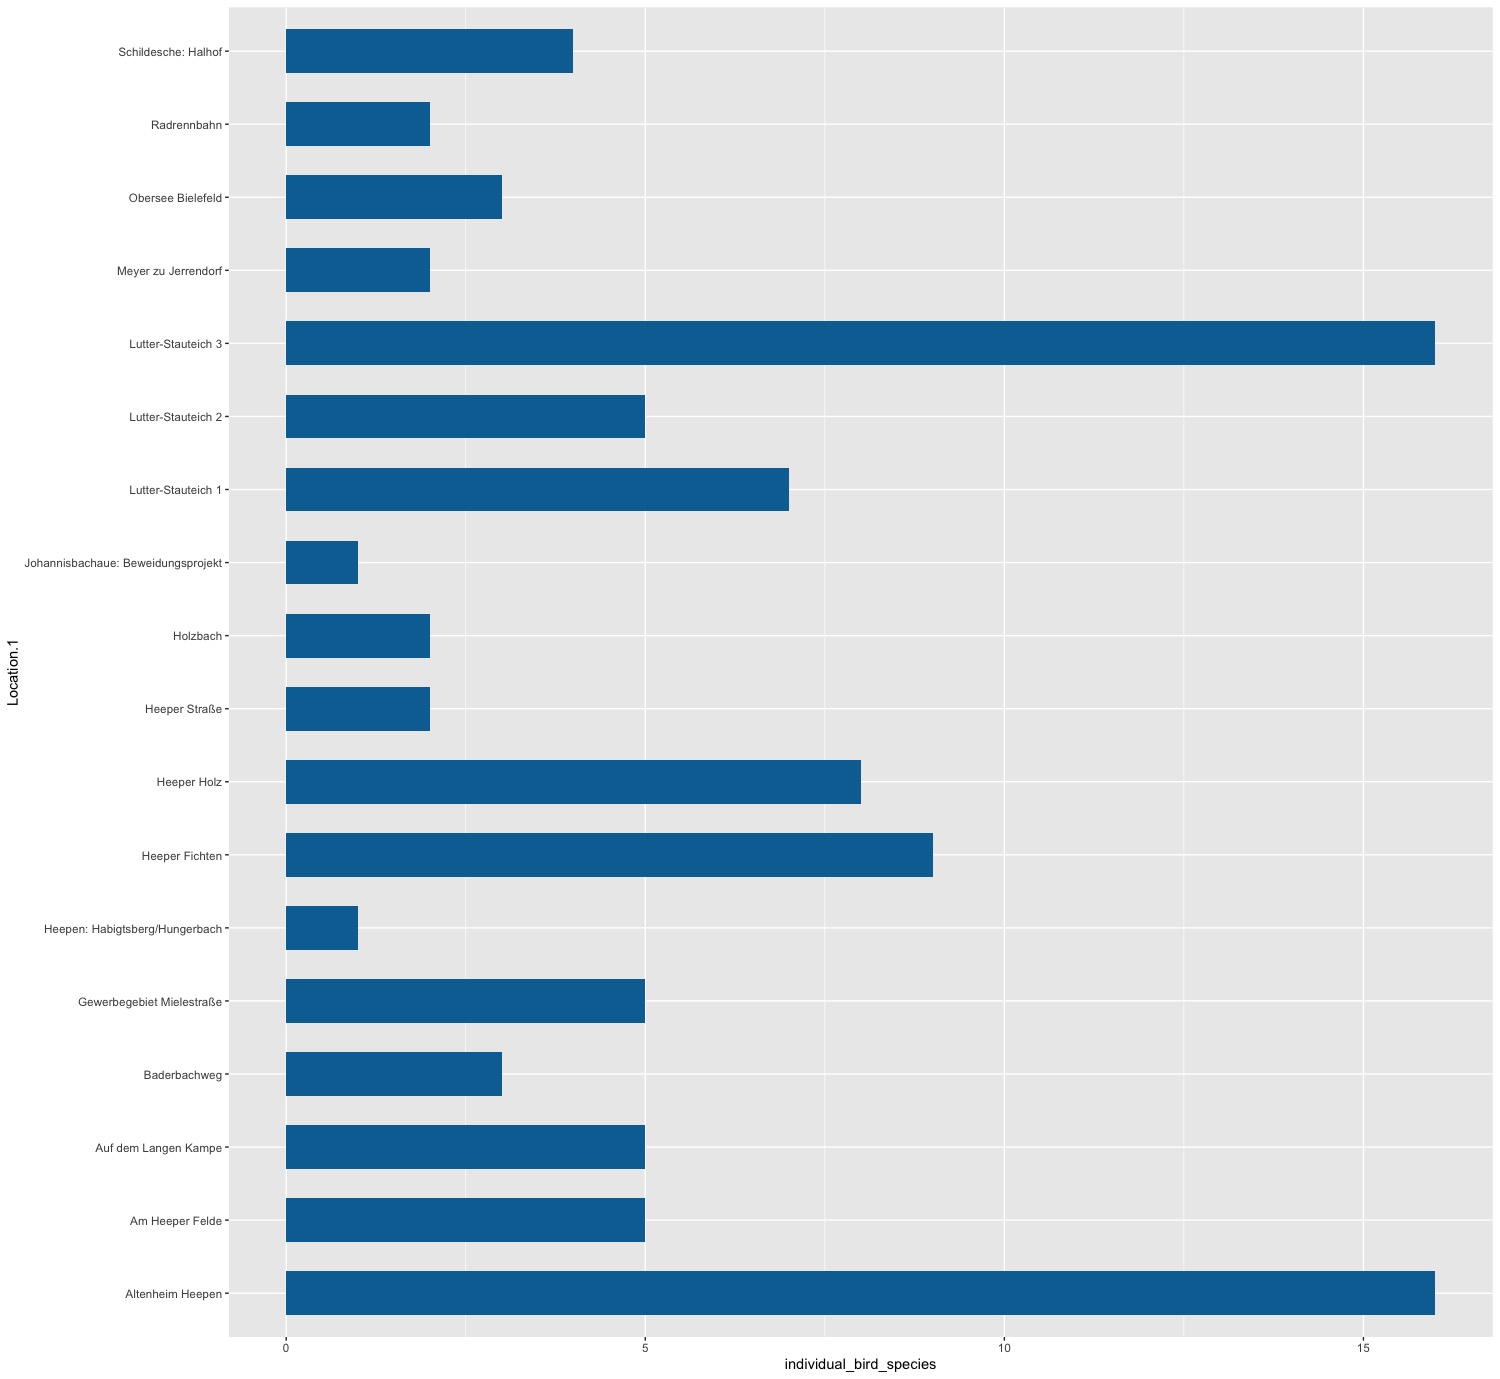 Schildesche: Halhof
Radrennbahn
Obersee Bielefeld
Meyer zu Jerrendorf
Lutter-Stauteich 3
Lutter-Stauteich 2
Lutter-Stauteich 1
Johannisbachaue: Beweidungsprojekt
Holzbach
Heeper Straße
Heeper Holz
Heeper Fichten
Heepen: Habigtsberg/Hungerbach
Gewerbegebiet Mielestraße
Baderbachweg
Auf dem Langen Kampe
Am Heeper Felde
Altenheim Heepen
Location.1
0 5 10 15
individual_bird_species